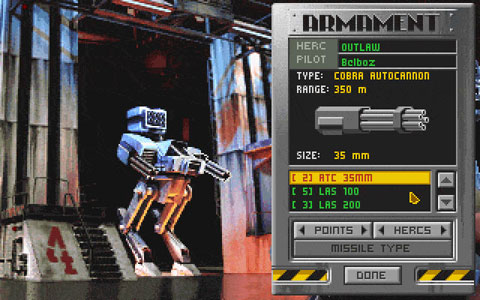 ARMAMENT
HERC OUTLAW
PILOT Belboz
TYPE: COBRA AUTOCANNON
RANGE: 350 m
SIZE: 35 mm
[ 2] ATC 35MM
[ 5] LAS 100
[ 3] LAS 200
POINTS HERCS
MISSILE TYPE
DONE